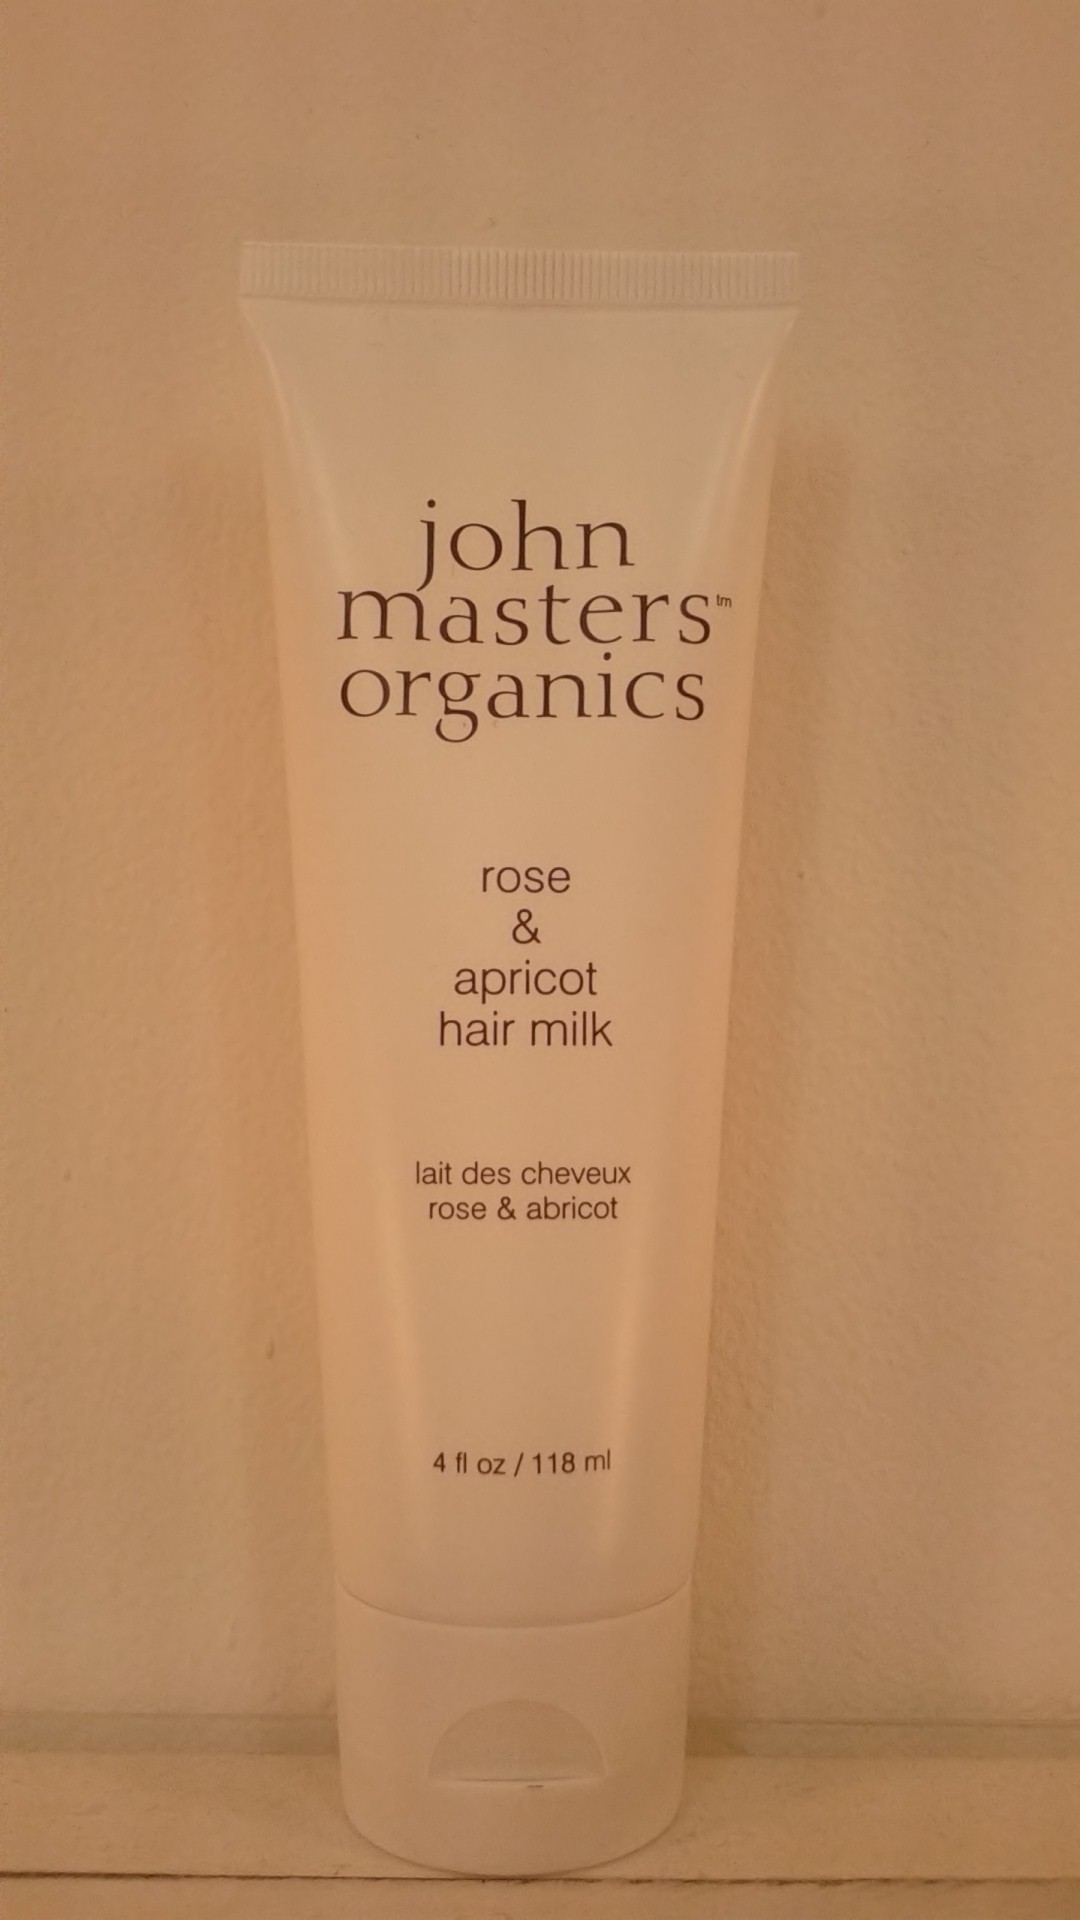 john
masters™
organics
rose
&
apricot
hair milk
lait des cheveux
rose & abricot
4 fl oz / 118 ml